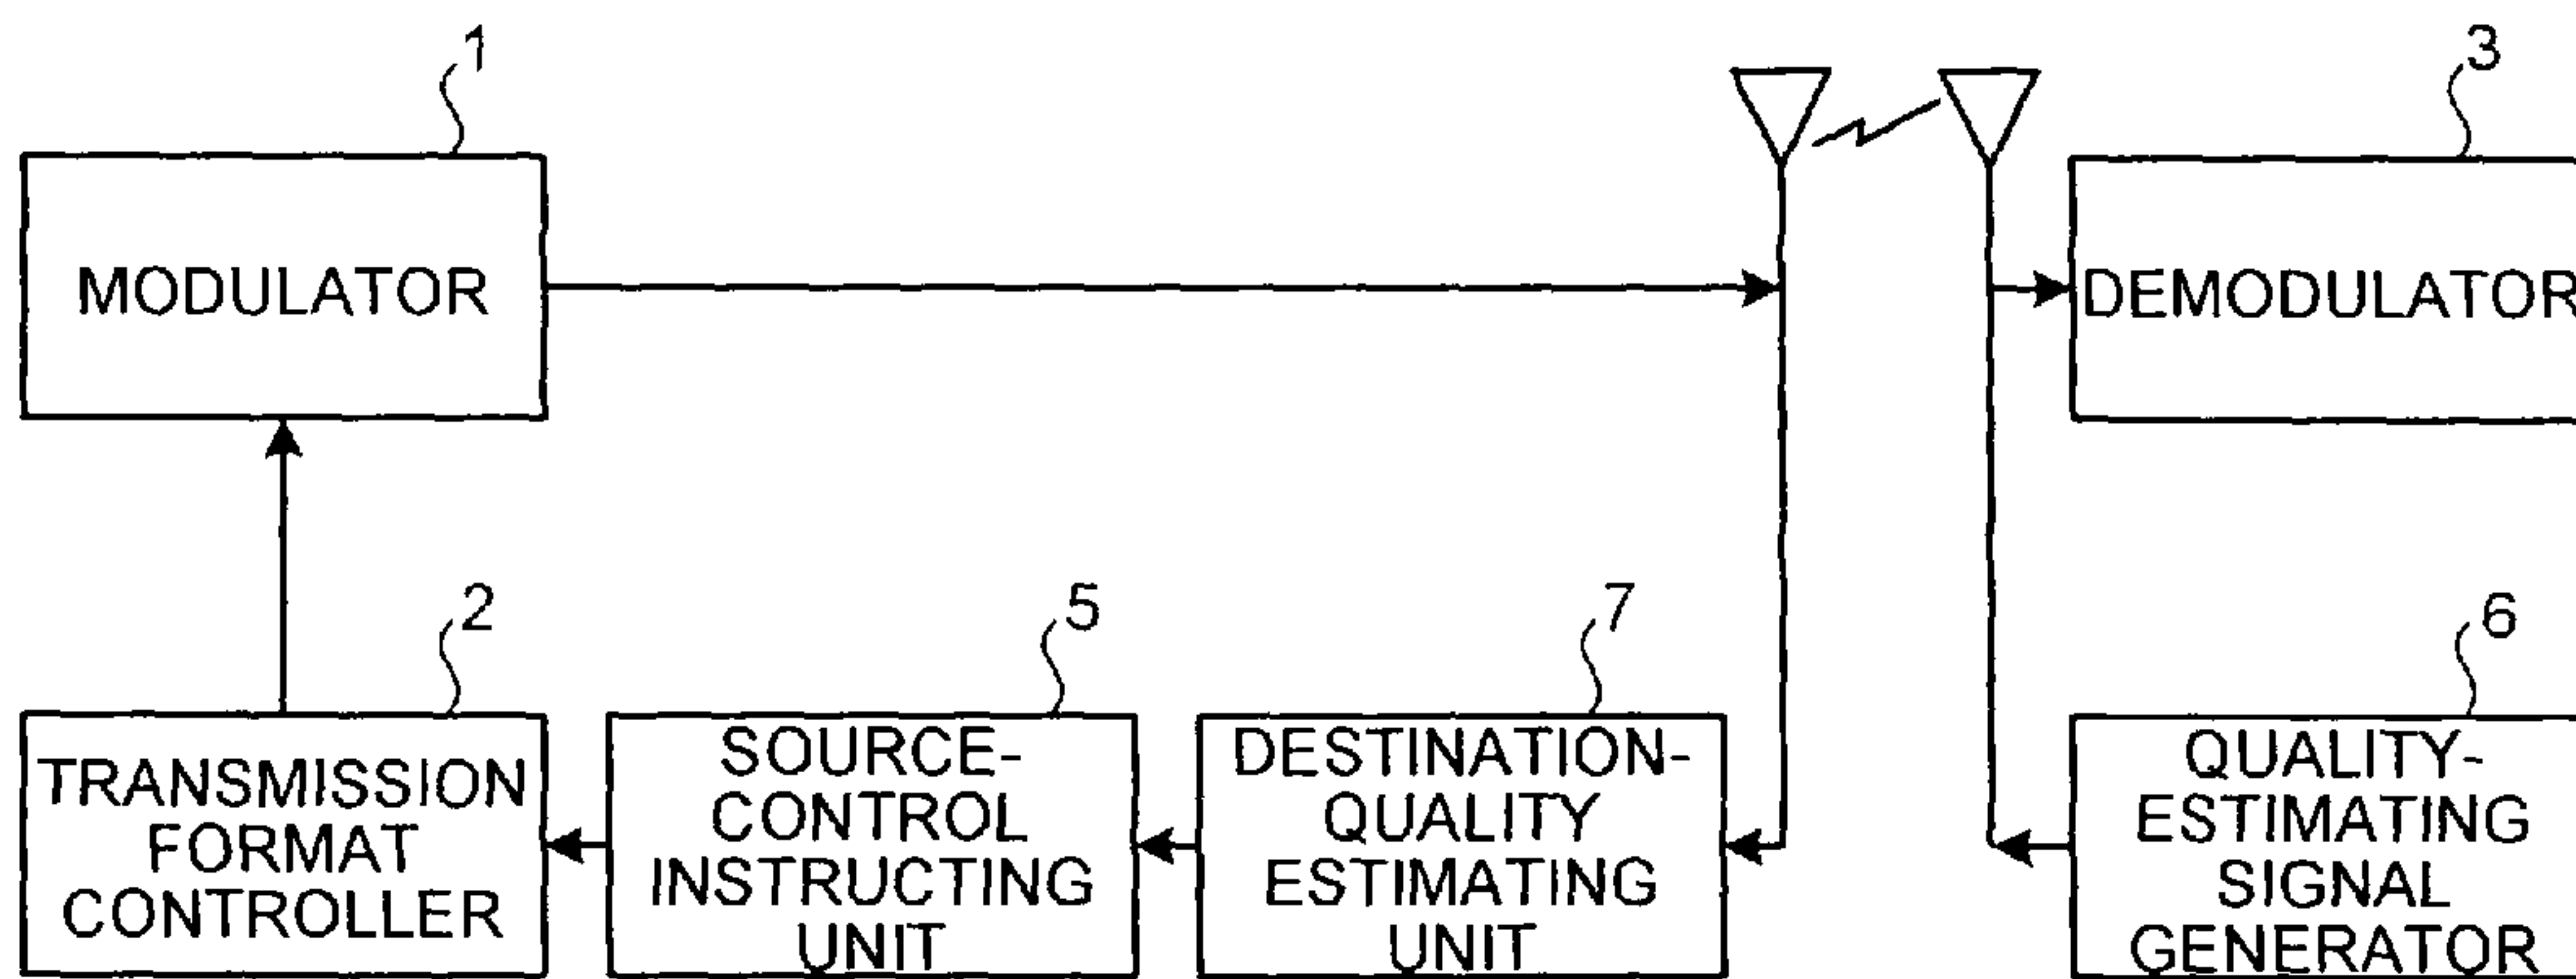 1
3
MODULATOR
DEMODULATOR
2
5
7
6
TRANSMISSION
FORMAT
CONTROLLER
SOURCE-
CONTROL
INSTRUCTING
UNIT
DESTINATION-
QUALITY
ESTIMATING
UNIT
QUALITY-
ESTIMATING
SIGNAL
GENERATOR